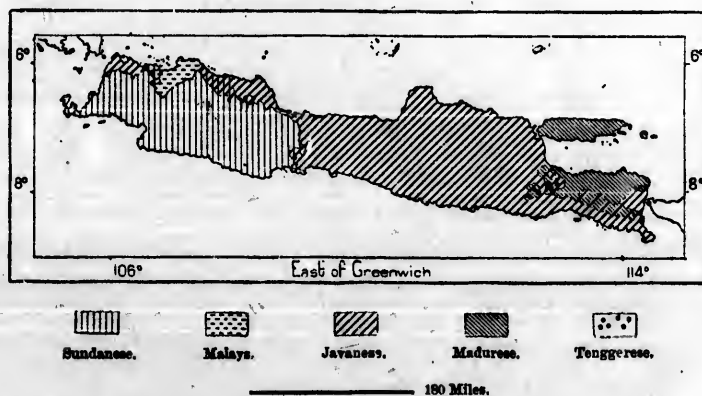 6° 6°
8° 8°
106° East of Greenwich 114°
Sundanese. Malays. Javanese. Madurese. Tenggerese.
180 Miles.